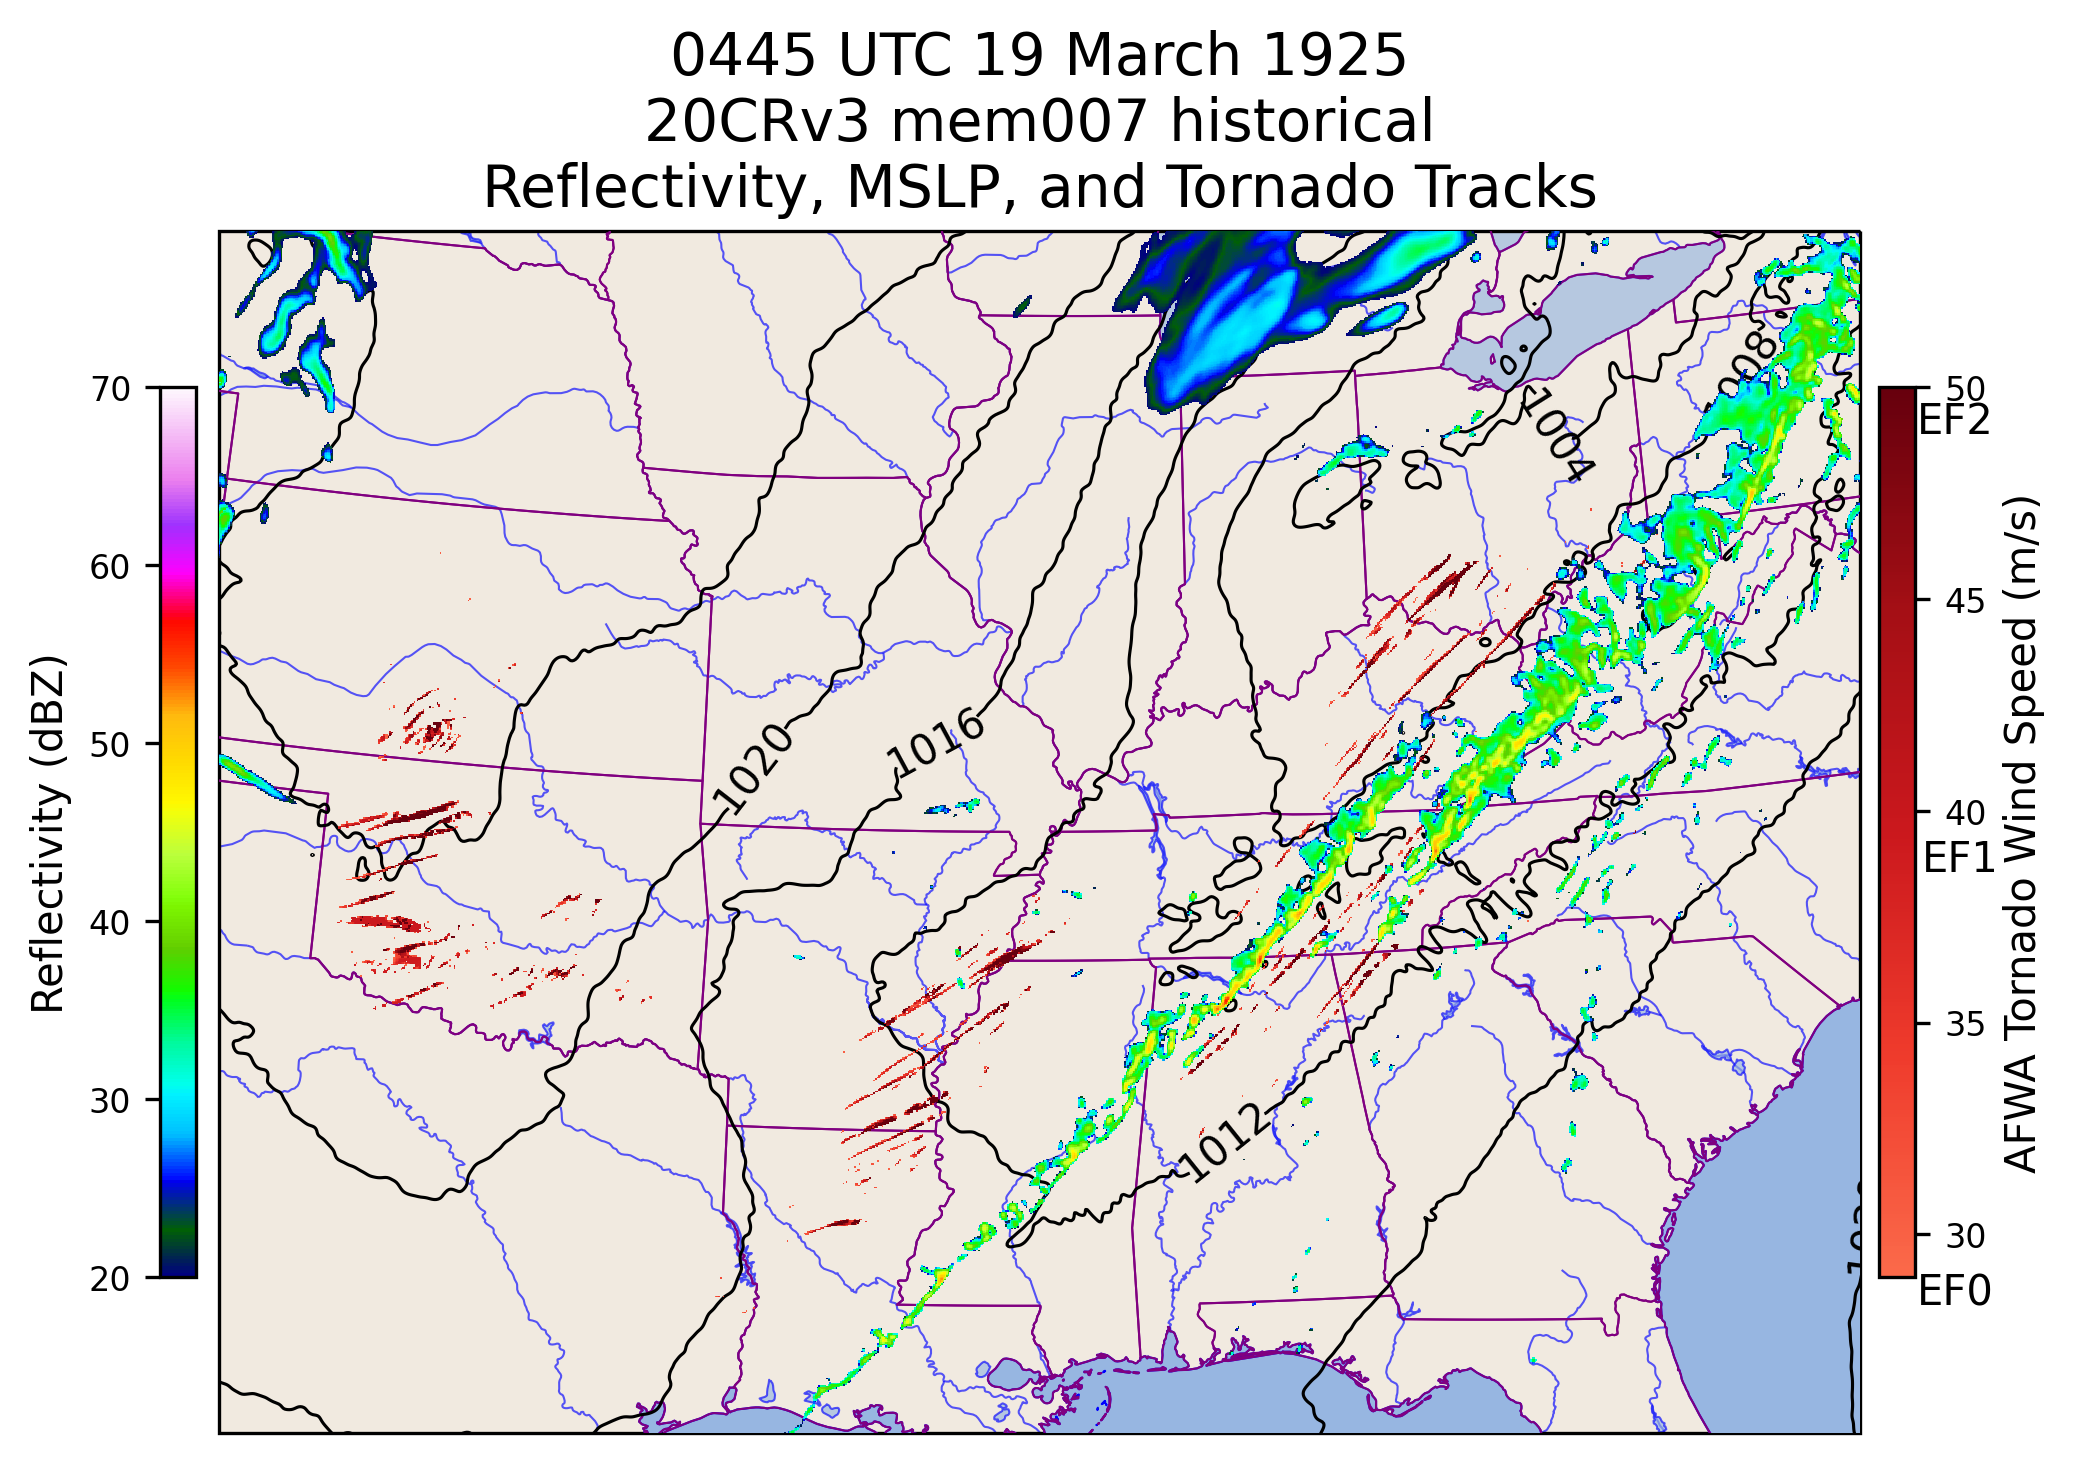 0445 UTC 19 March 1925
20CRv3 mem007 historical
Reflectivity, MSLP, and Tornado Tracks
Reflectivity (dBZ)
70
60
50
40
30
20
1008
1004
1020
1016
1012
50
EF2
45
40
EF1
35
30
EF0
AFWA Tornado Wind Speed (m/s)